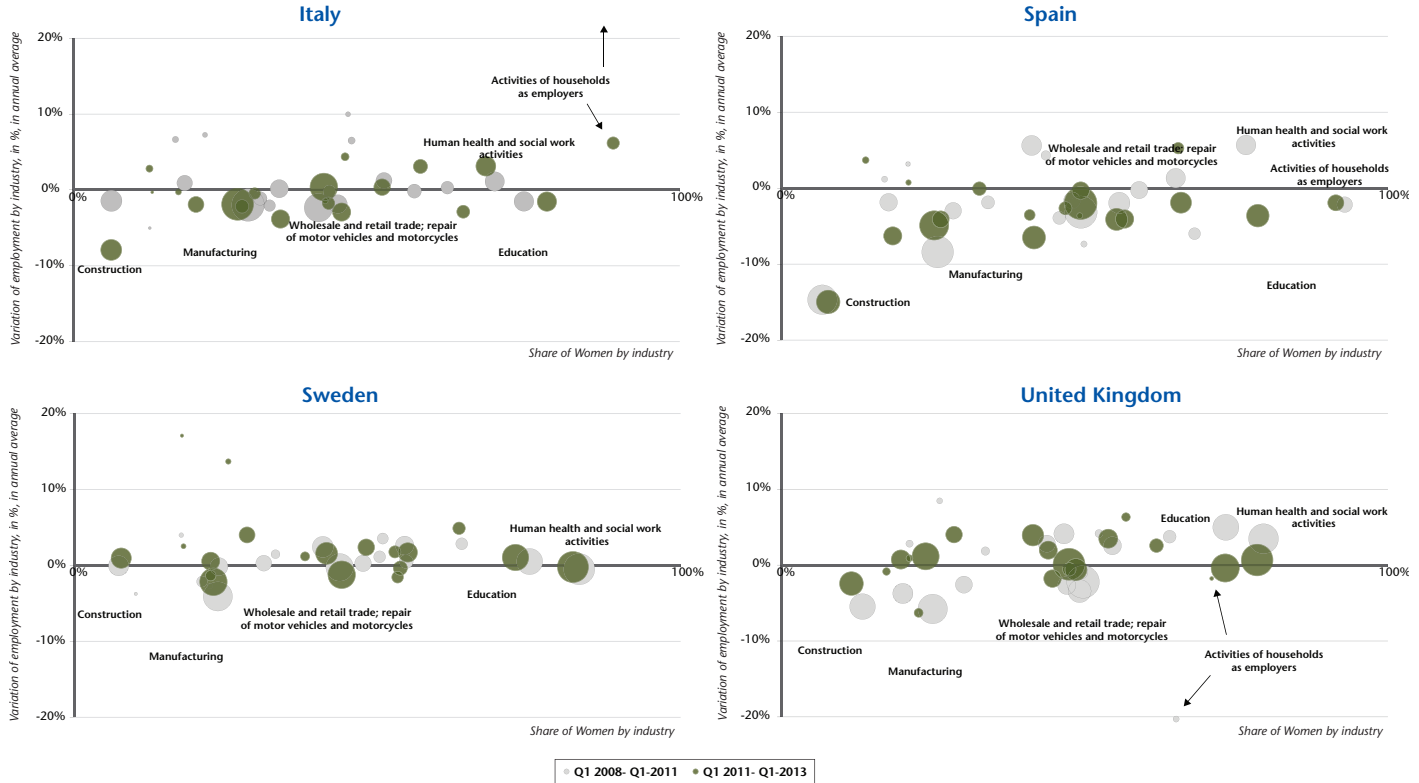 Italy
Variation of employment by industry, in %, in annual average
20%
10%
0%
-10%
-20%
0%
100%
Activities of households
as employers
Human health and social work
activities
Wholesale and retail trade; repair
of motor vehicles and motorcycles
Manufacturing
Education
Construction
Share of Women by industry
Spain
Variation of employment by industry, in %, in annual average
20%
10%
0%
-10%
-20%
0%
100%
Human health and social work
activities
Wholesale and retail trade; repair
of motor vehicles and motorcycles
Activities of households
as employers
Manufacturing
Education
Construction
Share of Women by industry
Sweden
Variation of employment by industry, in %, in annual average
20%
10%
0%
-10%
-20%
0%
100%
Human health and social work
activities
Education
Construction
Wholesale and retail trade; repair
of motor vehicles and motorcycles
Manufacturing
Share of Women by industry
United Kingdom
Variation of employment by industry, in %, in annual average
20%
10%
0%
-10%
-20%
0%
100%
Education
Human health and social work
activities
Wholesale and retail trade; repair
of motor vehicles and motorcycles
Construction
Activities of households
as employers
Manufacturing
Share of Women by industry
Q1 2008- Q1-2011
Q1 2011- Q1-2013